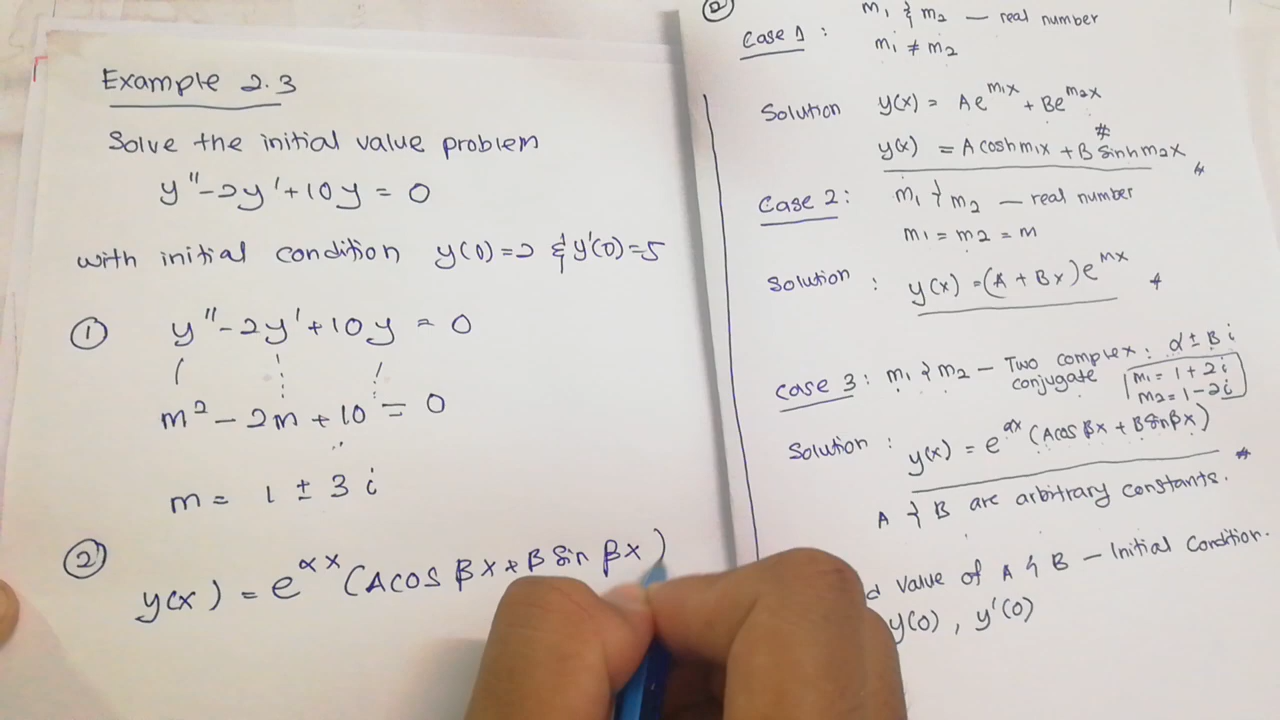 Example 2.3
Solve the initial value problem
y'' - 2y' + 10y = 0
with initial condition y(0) = 2 & y'(0) = 5
① y'' - 2y' + 10y = 0
m² - 2m + 10 = 0
m = 1 ± 3i
② y(x) = e^αx (A cos βx + B sin βx)
②
Case 1 : m₁ & m₂ — real number
m₁ ≠ m₂
Solution y(x) = Ae^m₁x + Be^m₂x
#
y(x) = A cosh m₁x + B sinh m₂x *
Case 2 : m₁ & m₂ — real number
m₁ = m₂ = m
Solution : y(x) = (A + Bx)e^mx *
Case 3 : m₁ & m₂ — Two complex : α ± βi
conjugate
m₁ = 1 + 2i
m₂ = 1 - 2i
Solution : y(x) = e^αx (A cos βx + B sin βx) *
A & B are arbitrary constants.
value of A & B — Initial Condition.
y(0), y'(0)